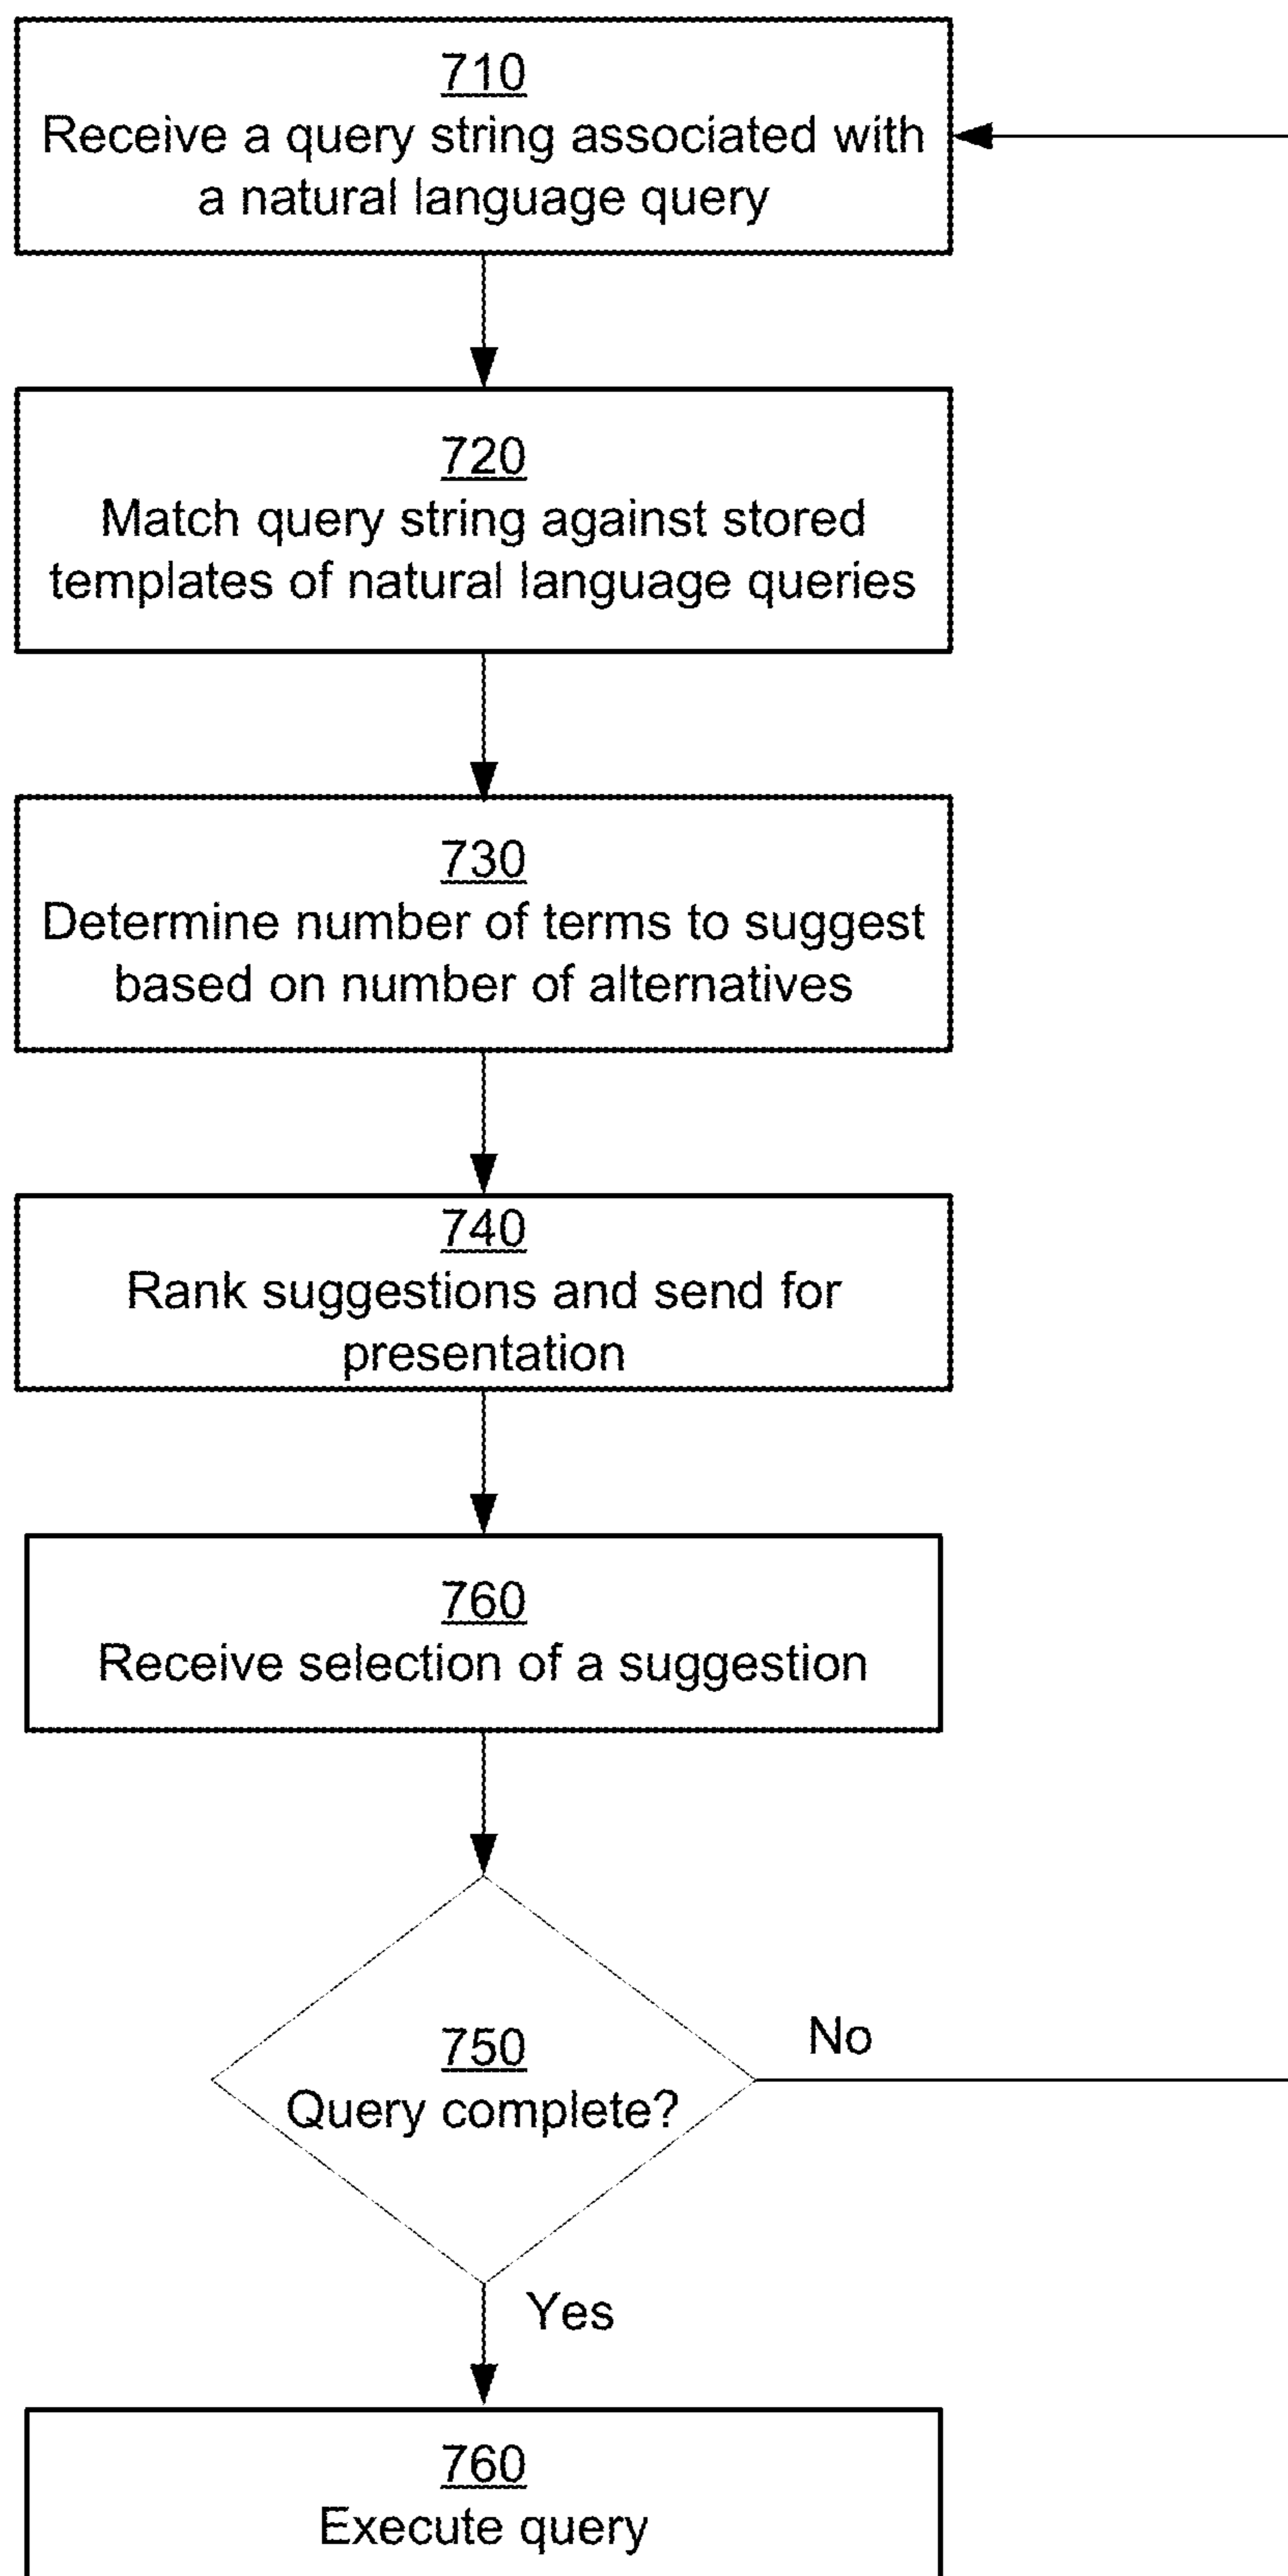 710
Receive a query string associated with
a natural language query
720
Match query string against stored
templates of natural language queries
730
Determine number of terms to suggest
based on number of alternatives
740
Rank suggestions and send for
presentation
760
Receive selection of a suggestion
750
Query complete?
No
Yes
760
Execute query